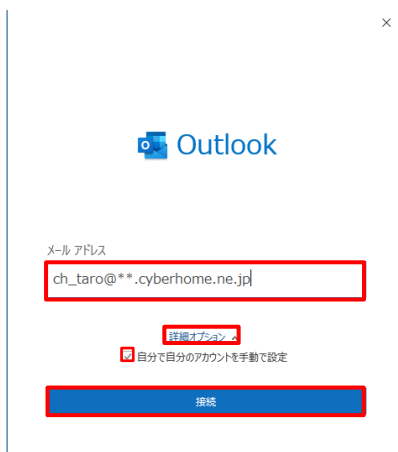 Outlook
メール アドレス
ch_taro@**.cyberhome.ne.jp
詳細オプション
自分で自分のアカウントを手動で設定
接続